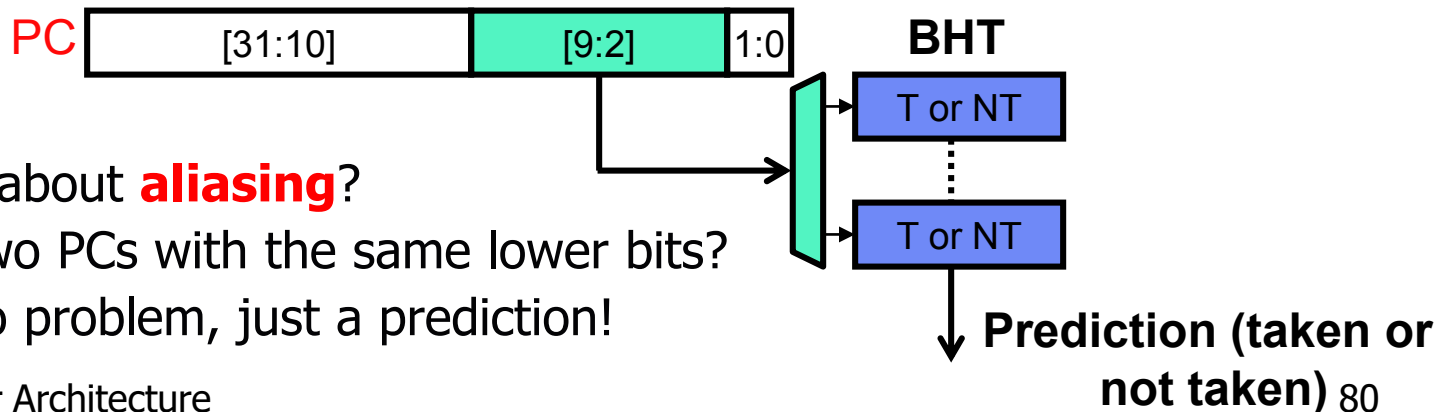 PC [31:10] [9:2] 1:0 BHT
T or NT
about aliasing?
T or NT
wo PCs with the same lower bits?
problem, just a prediction!
Prediction (taken or
not taken) 80
Architecture